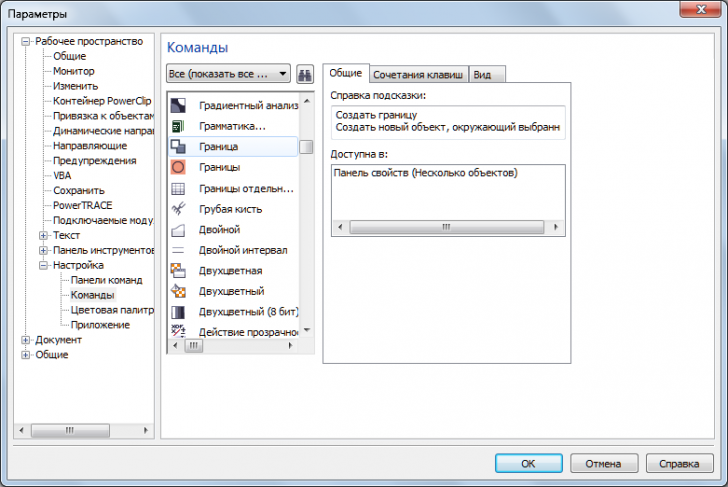 Параметры
Рабочее пространство
Общие
Монитор
Изменить
Контейнер PowerClip
Привязка к объектам
Динамические направ
Направляющие
Предупреждения
VBA
Сохранить
PowerTRACE
Подключаемые моду
Текст
Панель инструментов
Настройка
Панели команд
Команды
Цветовая палитр
Приложение
Документ
Общие
Команды
Все (показать все ...
Градиентный анализ
Грамматика...
Граница
Границы
Границы отдельн...
Грубая кисть
Двойной
Двойной интервал
Двухцветная
Двухцветный
Двухцветный (8 бит)
Действие прозрачно
Общие
Сочетания клавиш
Вид
Справка подсказки:
Создать границу
Создать новый объект, окружающий выбранн
Доступна в:
Панель свойств (Несколько объектов)
OK
Отмена
Справка